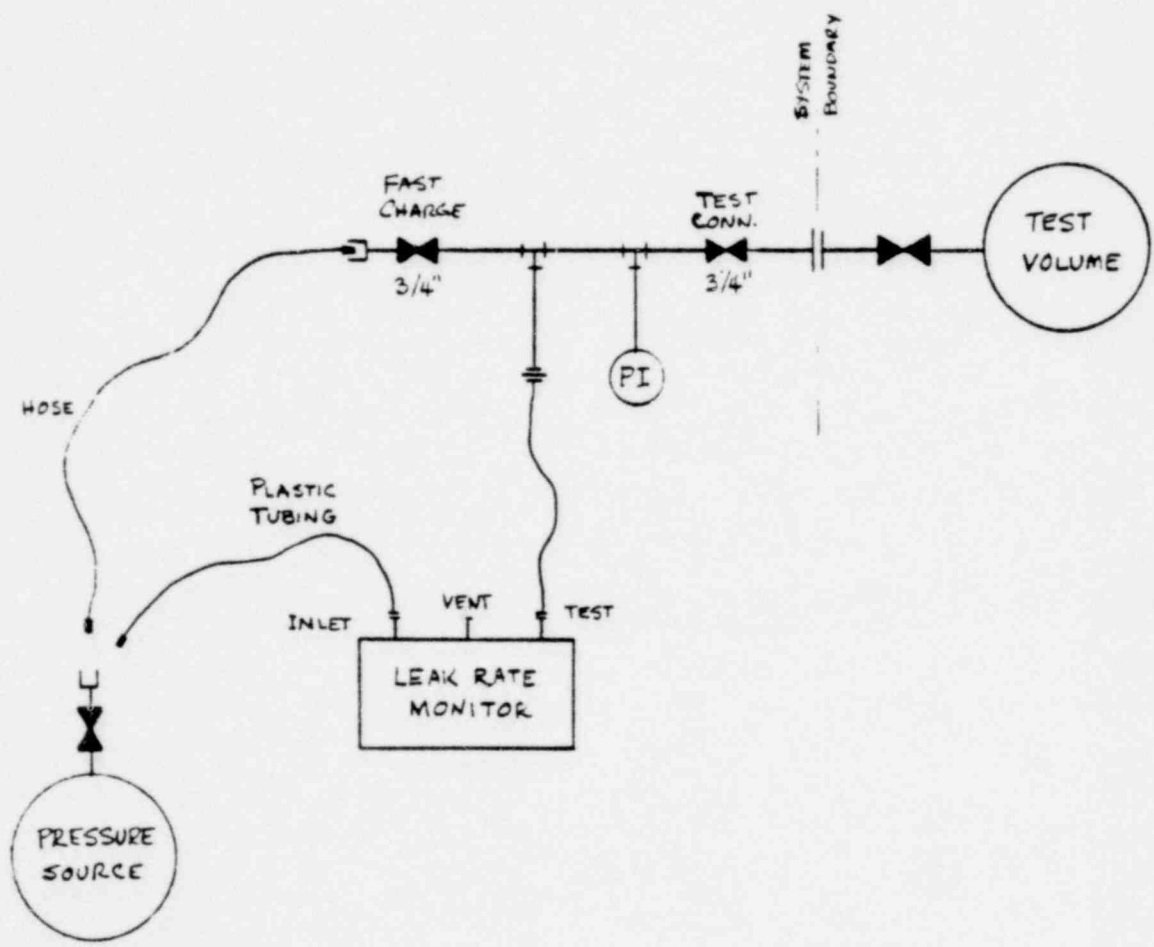 SYSTEM
BOUNDARY
FAST
CHARGE
3/4"
TEST
CONN.
3/4"
TEST
VOLUME
PI
HOSE
PLASTIC
TUBING
INLET
VENT
TEST
LEAK RATE
MONITOR
PRESSURE
SOURCE